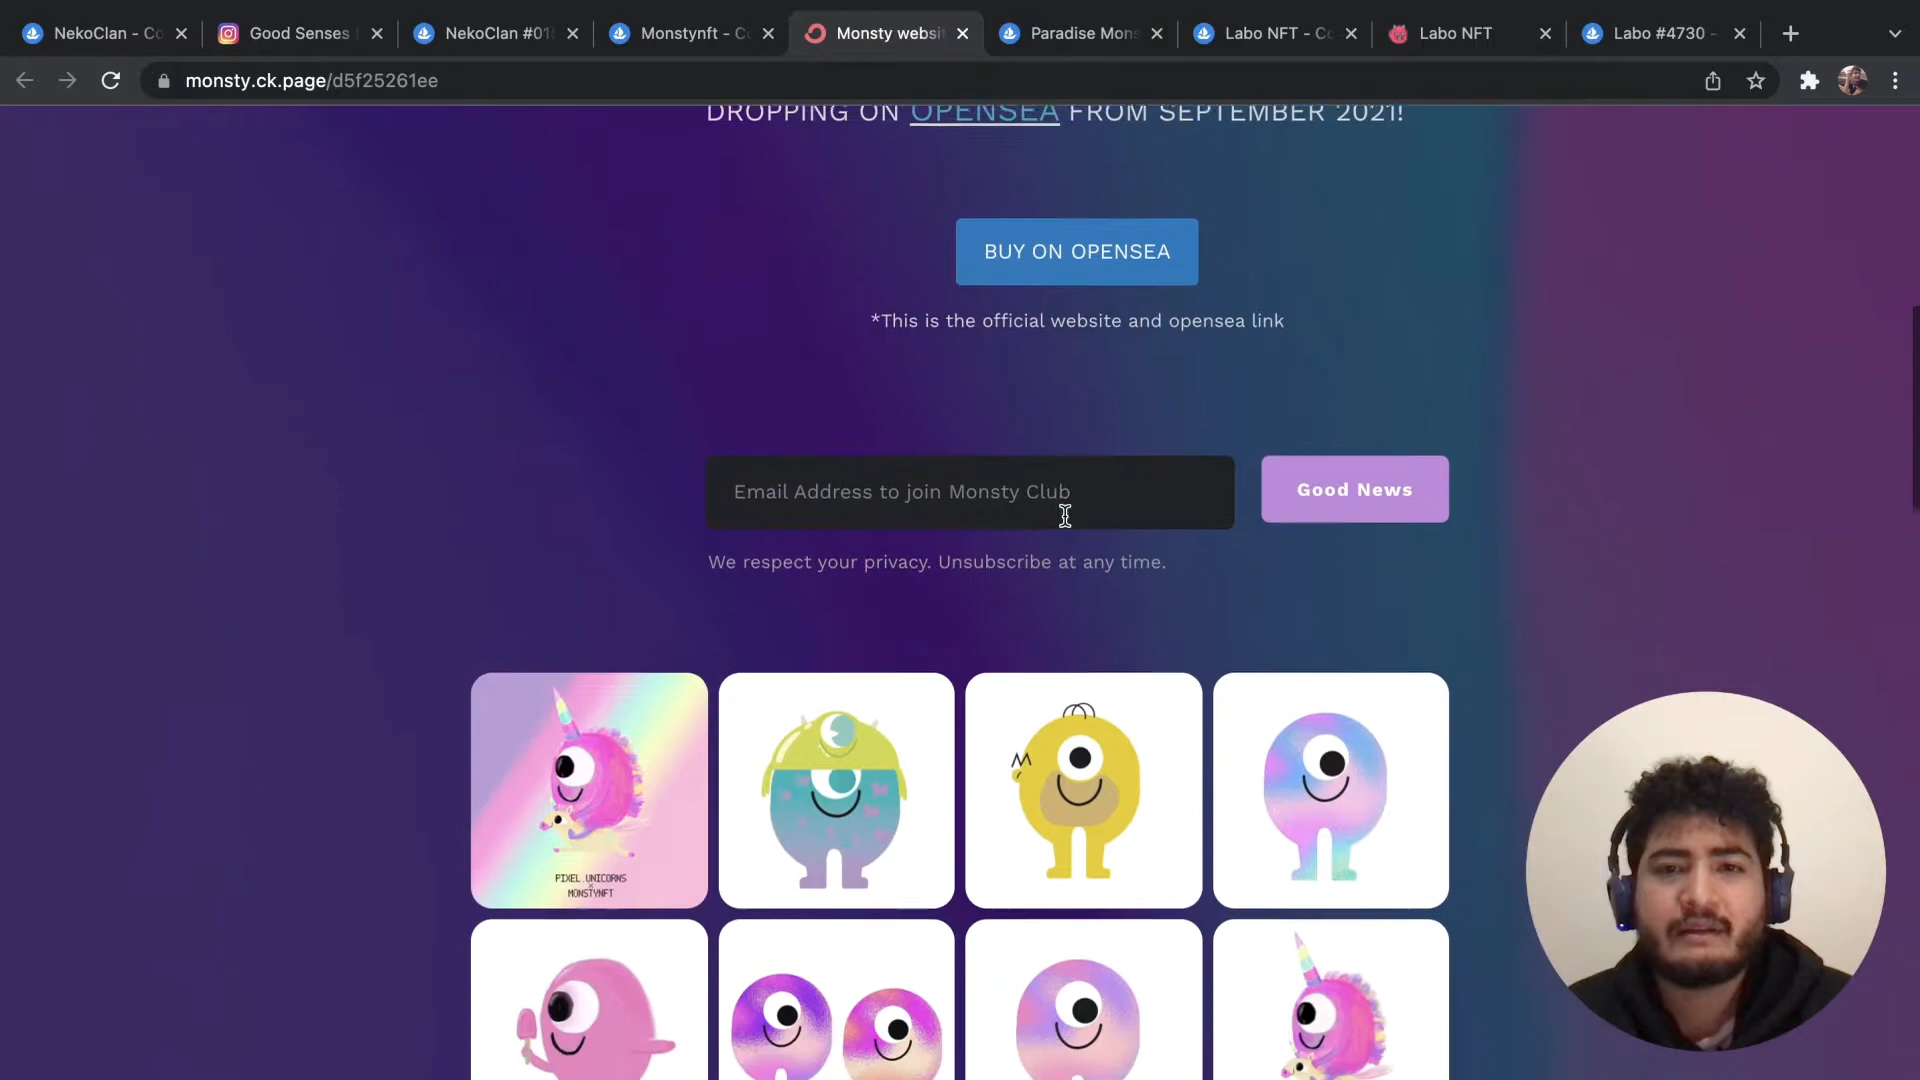 NekoClan - Co
Good Senses
NekoClan #01
Monstynft - C
Monsty websi
Paradise Mons
Labo NFT - Co
Labo NFT
Labo #4730 -
monsty.ck.page/d5f25261ee
DROPPING ON OPENSEA FROM SEPTEMBER 2021!
BUY ON OPENSEA
*This is the official website and opensea link
Email Address to join Monsty Club
Good News
We respect your privacy. Unsubscribe at any time.
PIXEL.UNICORNS
X
MONSTYNFT